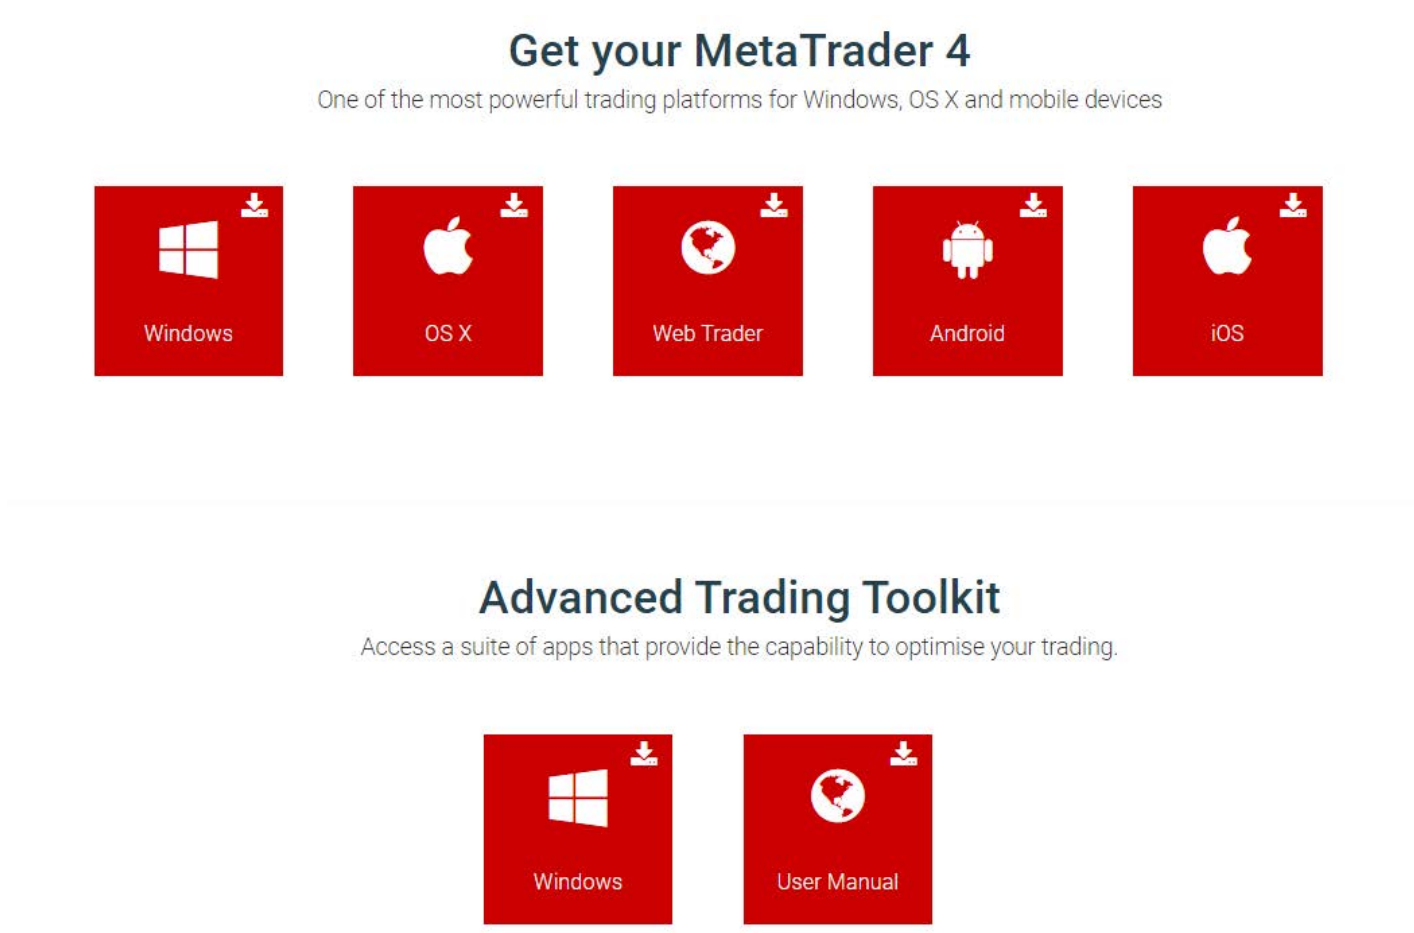 Get your MetaTrader 4
One of the most powerful trading platforms for Windows, OS X and mobile devices
Windows
OS X
Web Trader
Android
iOS
Advanced Trading Toolkit
Access a suite of apps that provide the capability to optimise your trading.
Windows
User Manual